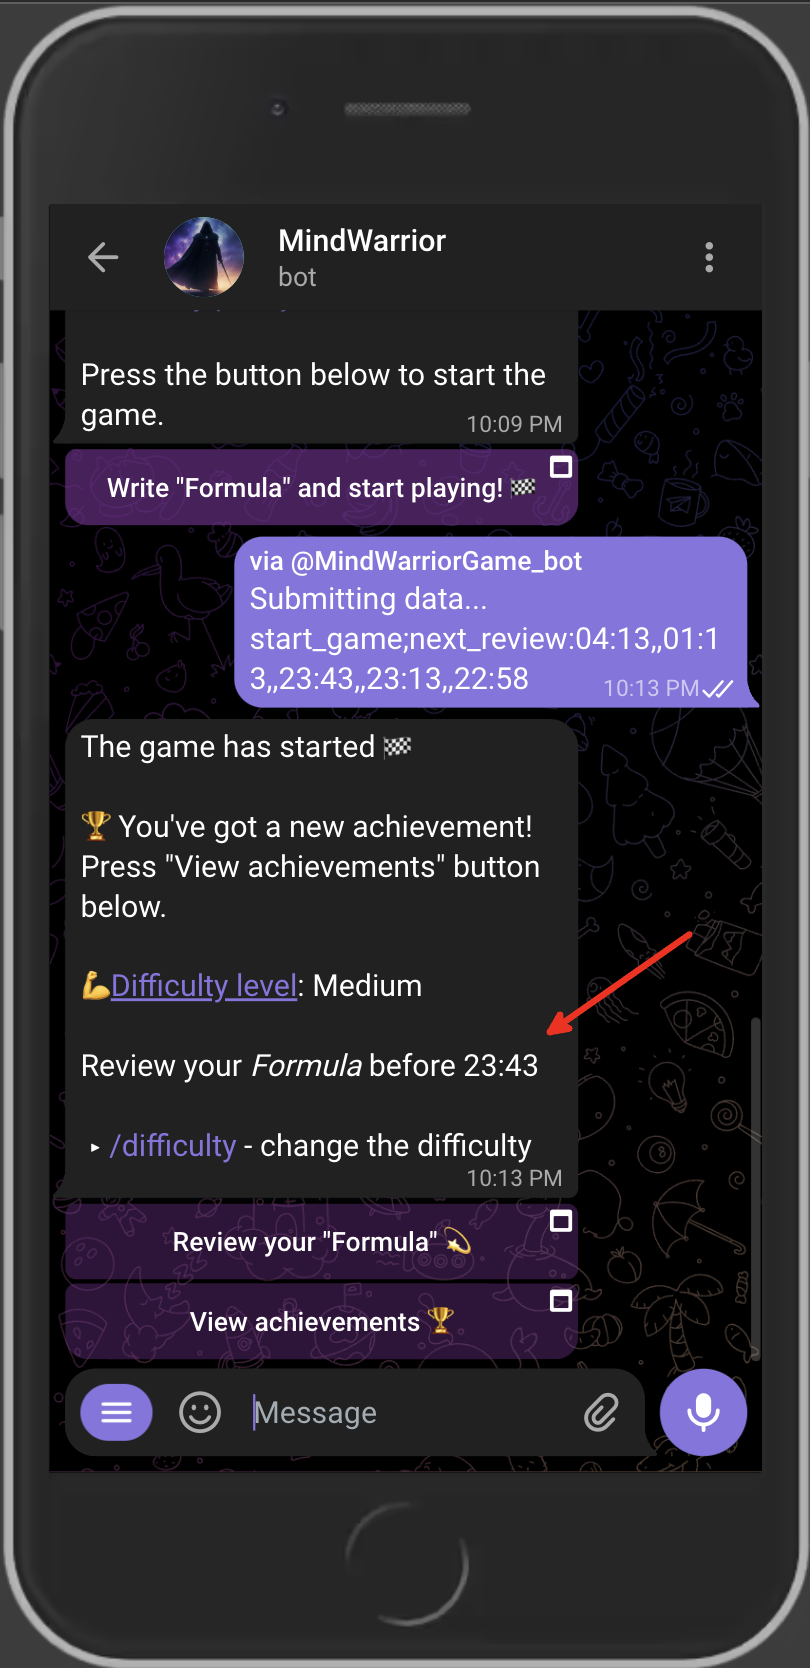 MindWarrior
bot
Press the button below to start the
game.
10:09 PM
Write "Formula" and start playing! 🏁
via @MindWarriorGame_bot
Submitting data...
start_game;next_review:04:13,,01:1
3,,23:43,,23:13,,22:58
10:13 PM
The game has started 🏁
🏆 You've got a new achievement!
Press "View achievements" button
below.
💪Difficulty level: Medium
Review your Formula before 23:43
‣ /difficulty - change the difficulty
10:13 PM
Review your "Formula" 💫
View achievements 🏆
Message